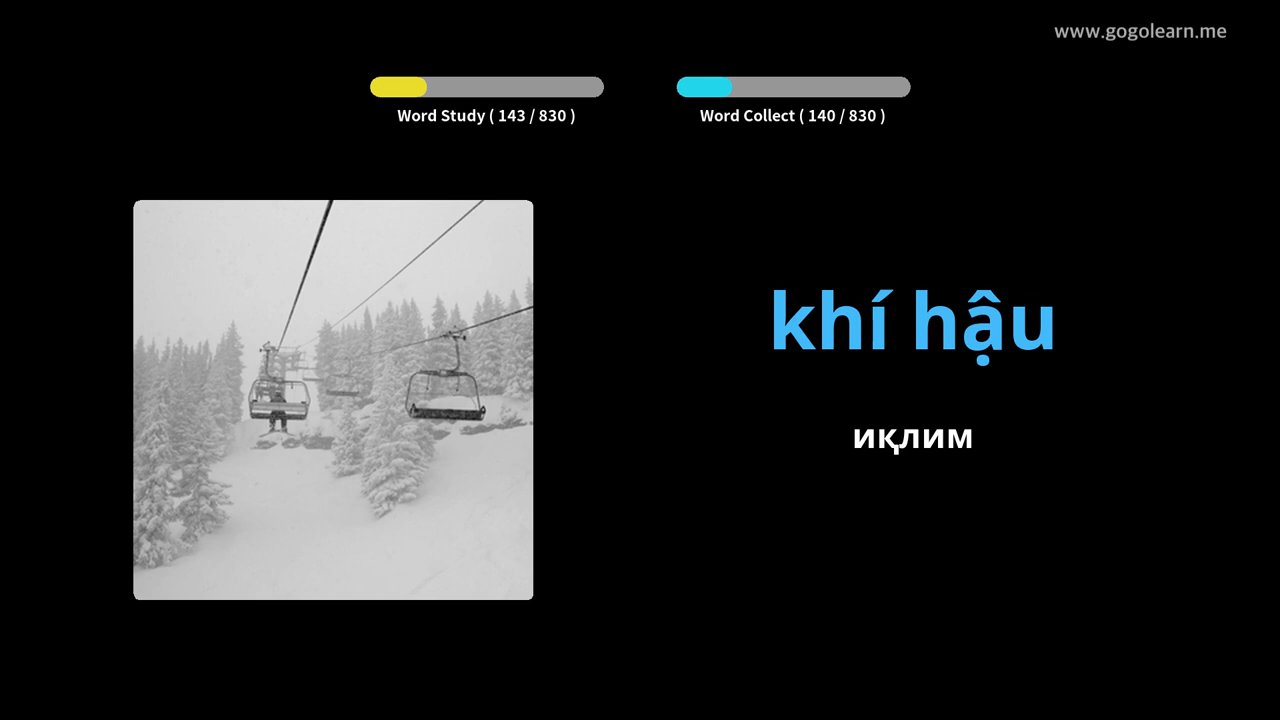 www.gogolearn.me
Word Study ( 143 / 830 )
Word Collect ( 140 / 830 )
khí hậu
иқлим